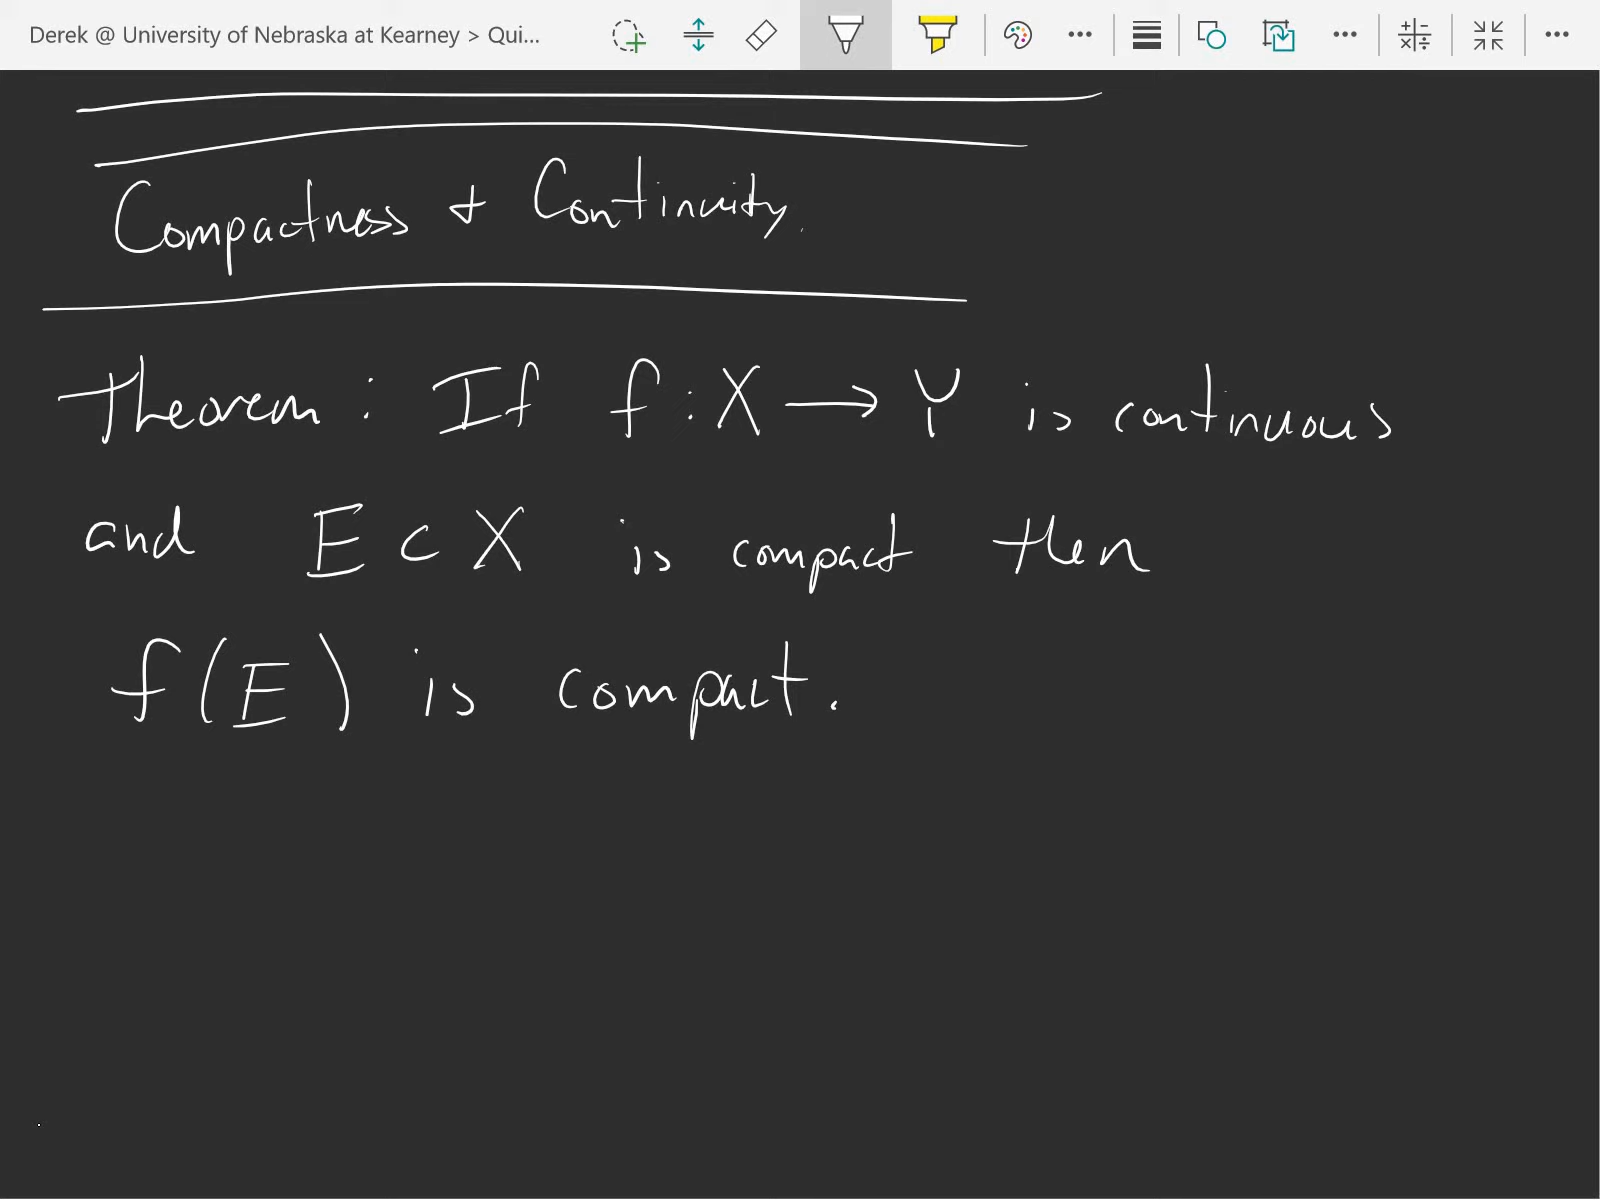 Derek @ University of Nebraska at Kearney > Qui...
Compactness & Continuity.
Theorem: If f: X → Y is continuous
and E ⊂ X is compact then
f(E) is compact.